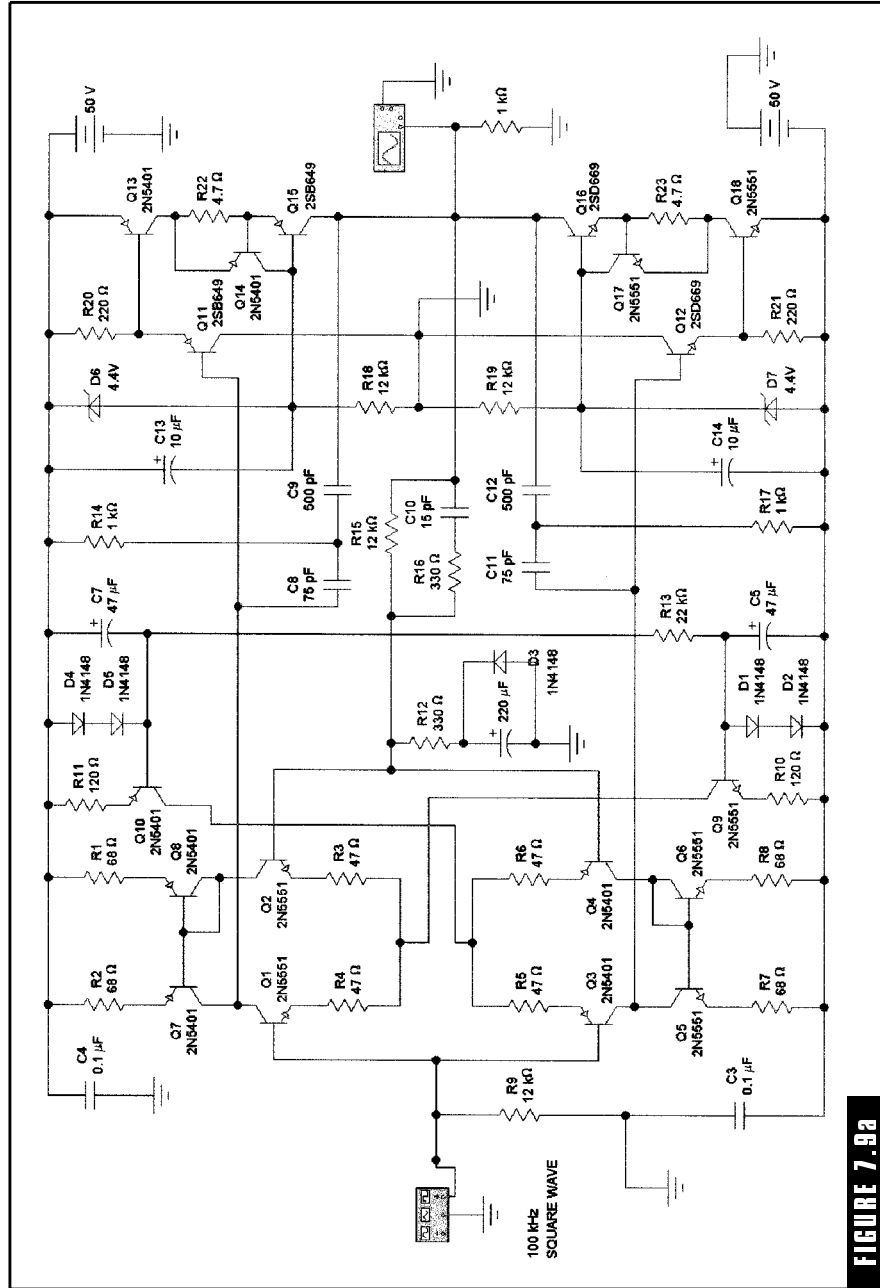 50 V
Q13
2N5401
R22
4.7 Ω
Q15
2SB649
Q14
2N5401
R20
220 Ω
Q11
2SB649
D6
4.4V
C13
10 µF
+
R14
1 kΩ
C9
500 pF
C8
75 pF
R18
12 kΩ
R19
12 kΩ
1 kΩ
50 V
Q16
2SD669
R23
4.7 Ω
Q17
2N5551
Q18
2N5551
Q12
2SD669
R21
220 Ω
D7
4.4V
C14
10 µF
+
R17
1 kΩ
C12
500 pF
C11
75 pF
R15
12 kΩ
C10
15 pF
R16
330 Ω
C7
47 µF
+
D4
1N4148
D5
1N4148
R13
22 kΩ
C5
47 µF
+
D1
1N4148
D2
1N4148
R12
330 Ω
220 µF
+
D3
1N4148
R11
120 Ω
Q10
2N5401
Q9
2N5551
R10
120 Ω
R1
68 Ω
Q8
2N5401
Q2
2N5551
R3
47 Ω
R6
47 Ω
Q4
2N5401
Q6
2N5551
R8
68 Ω
R2
68 Ω
Q7
2N5401
Q1
2N5551
R4
47 Ω
R5
47 Ω
Q3
2N5401
Q5
2N5551
R7
68 Ω
C4
0.1 µF
R9
12 kΩ
C3
0.1 µF
100 kHz
SQUARE WAVE
FIGURE 7.9a